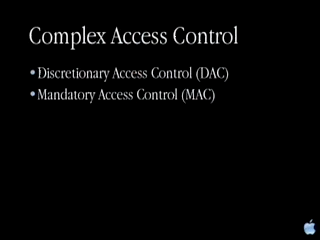 Complex Access Control
•Discretionary Access Control (DAC)
•Mandatory Access Control (MAC)